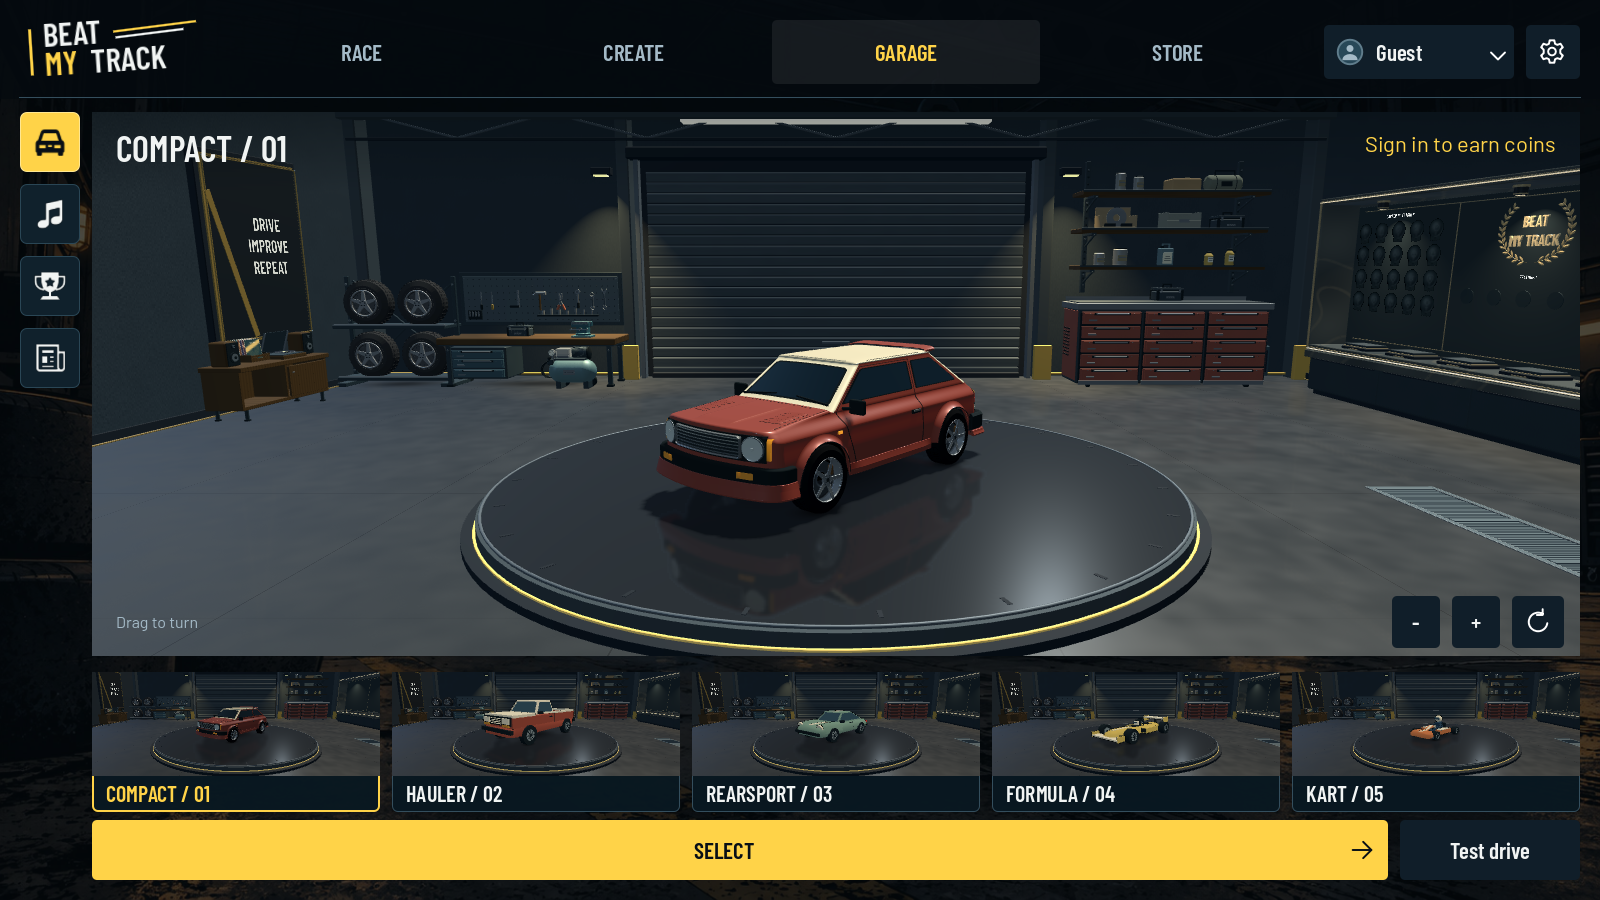 BEAT
MY TRACK
RACE
CREATE
GARAGE
STORE
Guest
COMPACT / 01
Sign in to earn coins
DRIVE
IMPROVE
REPEAT
BEAT
MY TRACK
Drag to turn
-
+
COMPACT / 01
HAULER / 02
REARSPORT / 03
FORMULA / 04
KART / 05
SELECT
Test drive